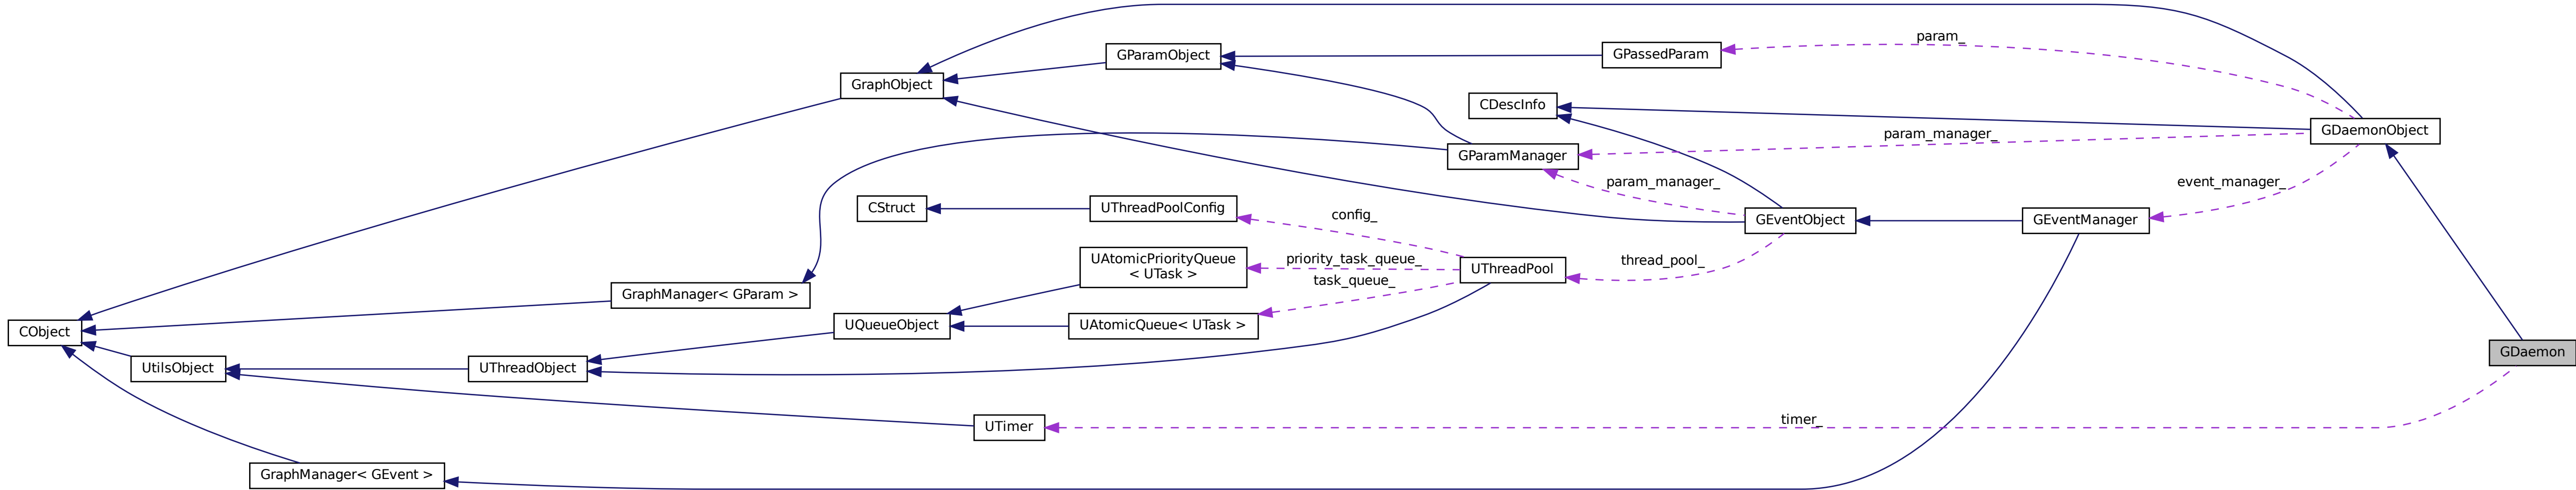 param_
GParamObject
GPassedParam
GraphObject
CDescInfo
GDaemonObject
param_manager_
GParamManager
param_manager_
event_manager_
CStruct
UThreadPoolConfig
config_
GEventObject
GEventManager
UAtomicPriorityQueue
< UTask >
priority_task_queue_
thread_pool_
UThreadPool
task_queue_
GraphManager< GParam >
CObject
UQueueObject
UAtomicQueue< UTask >
GDaemon
UtilsObject
UThreadObject
UTimer
timer_
GraphManager< GEvent >